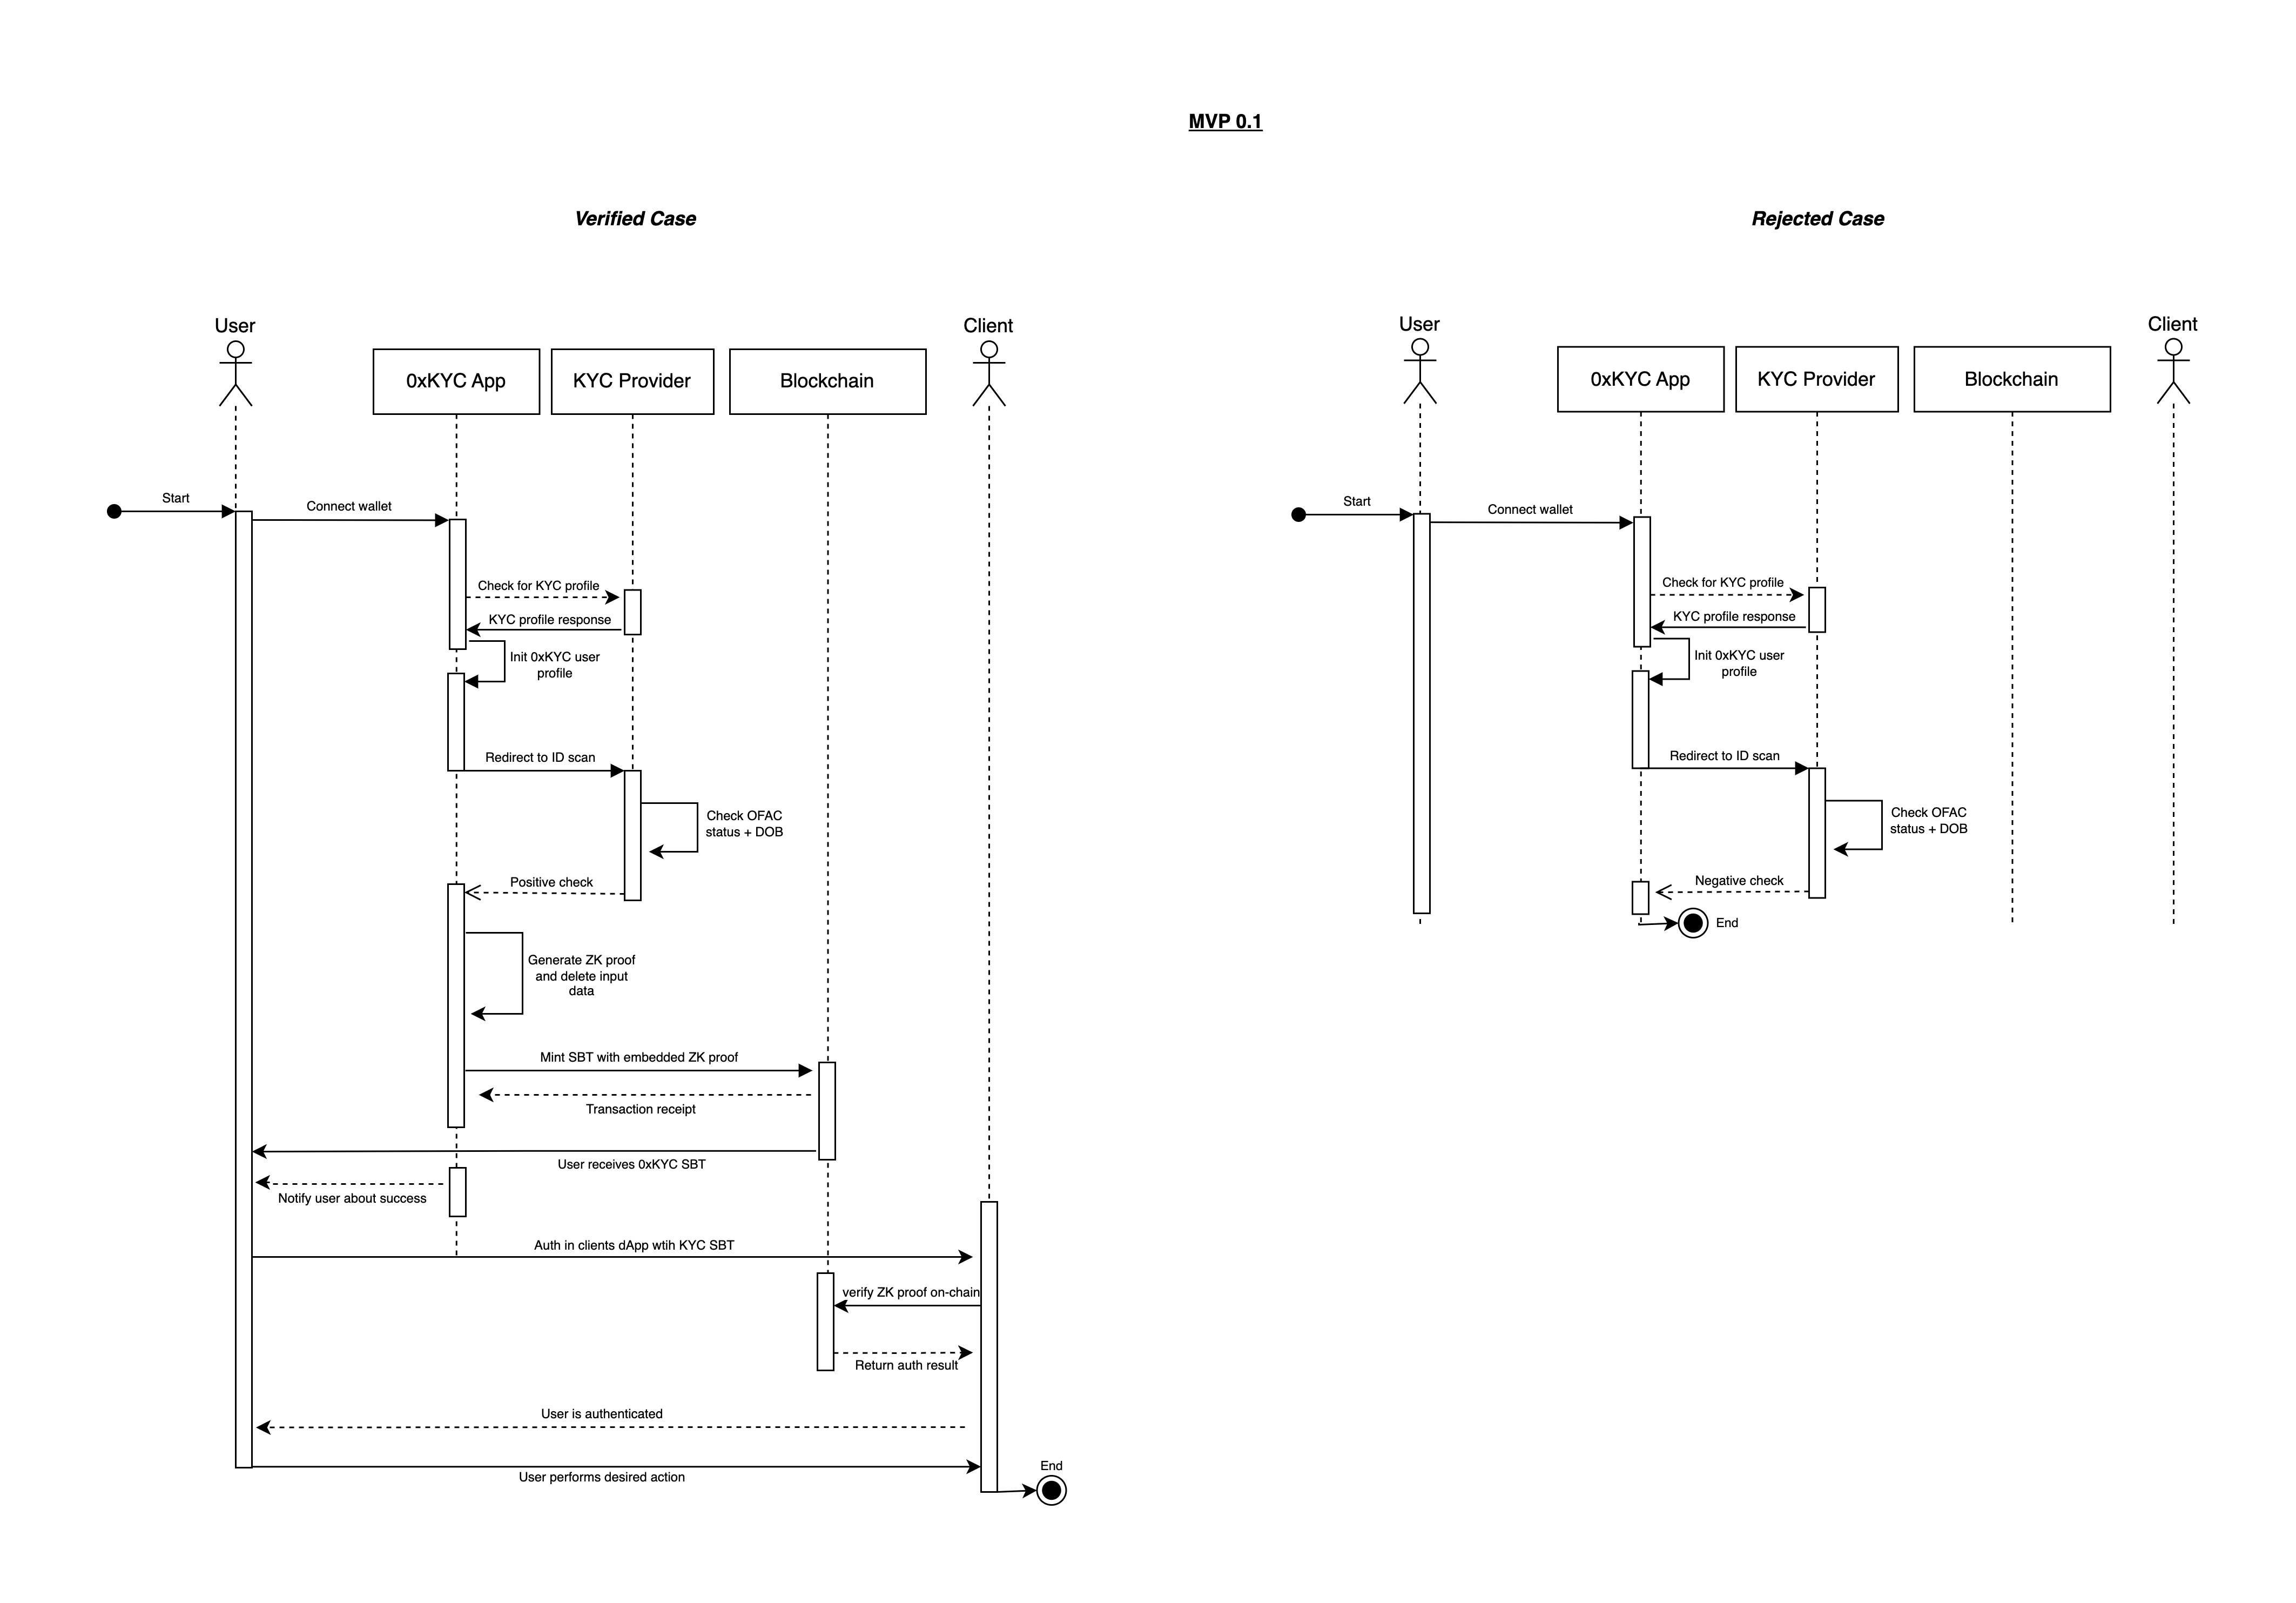 MVP 0.1
Verified Case
User
Client
0xKYC App
KYC Provider
Blockchain
Start
Connect wallet
Check for KYC profile
KYC profile response
Init 0xKYC user
profile
Redirect to ID scan
Check OFAC
status + DOB
Positive check
Generate ZK proof
and delete input
data
Mint SBT with embedded ZK proof
Transaction receipt
User receives 0xKYC SBT
Notify user about success
Auth in clients dApp wtih KYC SBT
verify ZK proof on-chain
Return auth result
User is authenticated
User performs desired action
End
Rejected Case
User
Client
0xKYC App
KYC Provider
Blockchain
Start
Connect wallet
Check for KYC profile
KYC profile response
Init 0xKYC user
profile
Redirect to ID scan
Check OFAC
status + DOB
Negative check
End